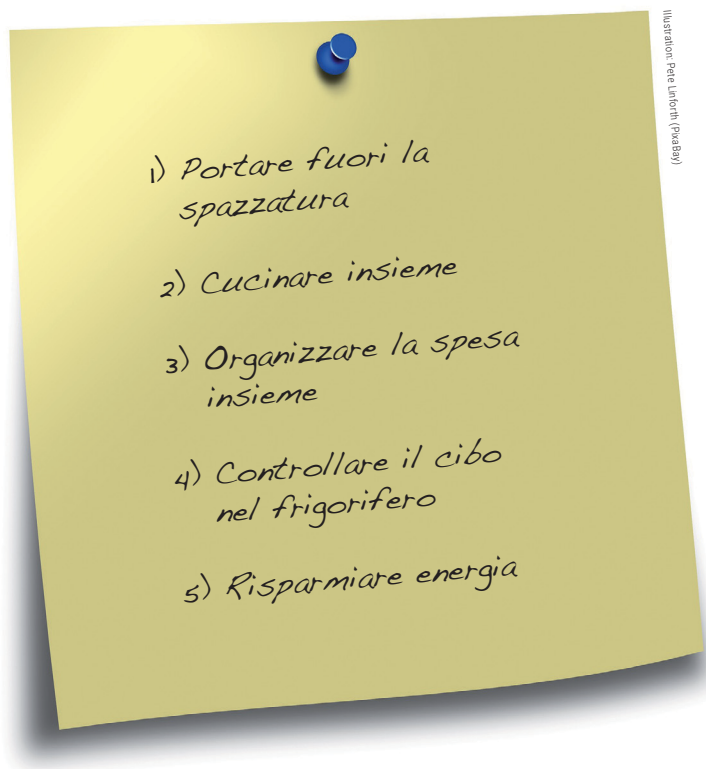 1) Portare fuori la
spazzatura
2) Cucinare insieme
3) Organizzare la spesa
insieme
4) Controllare il cibo
nel frigorifero
5) Risparmiare energia
Illustration: Pete Linforth (PixaBay)